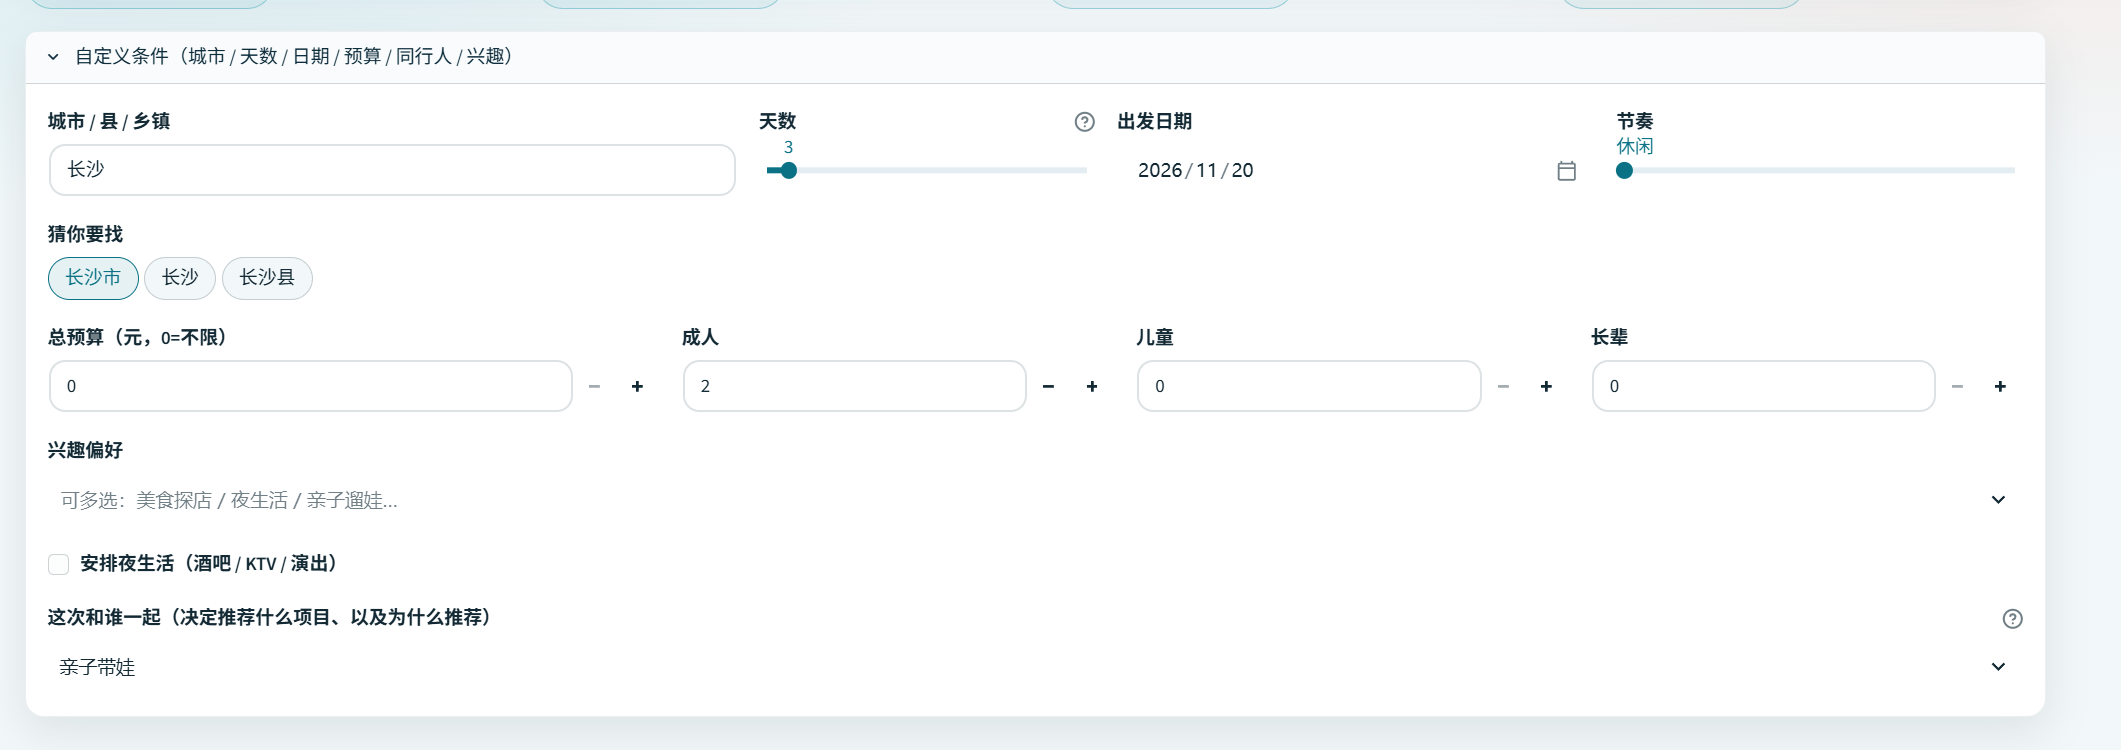 自定义条件（城市 / 天数 / 日期 / 预算 / 同行人 / 兴趣）
城市 / 县 / 乡镇
长沙
天数
3
出发日期
2026/11/20
节奏
休闲
猜你要找
长沙市 长沙 长沙县
总预算（元，0=不限）
0
成人
2
儿童
0
长辈
0
兴趣偏好
可多选：美食探店 / 夜生活 / 亲子遛娃...
安排夜生活（酒吧 / KTV / 演出）
这次和谁一起（决定推荐什么项目、以及为什么推荐）
亲子带娃